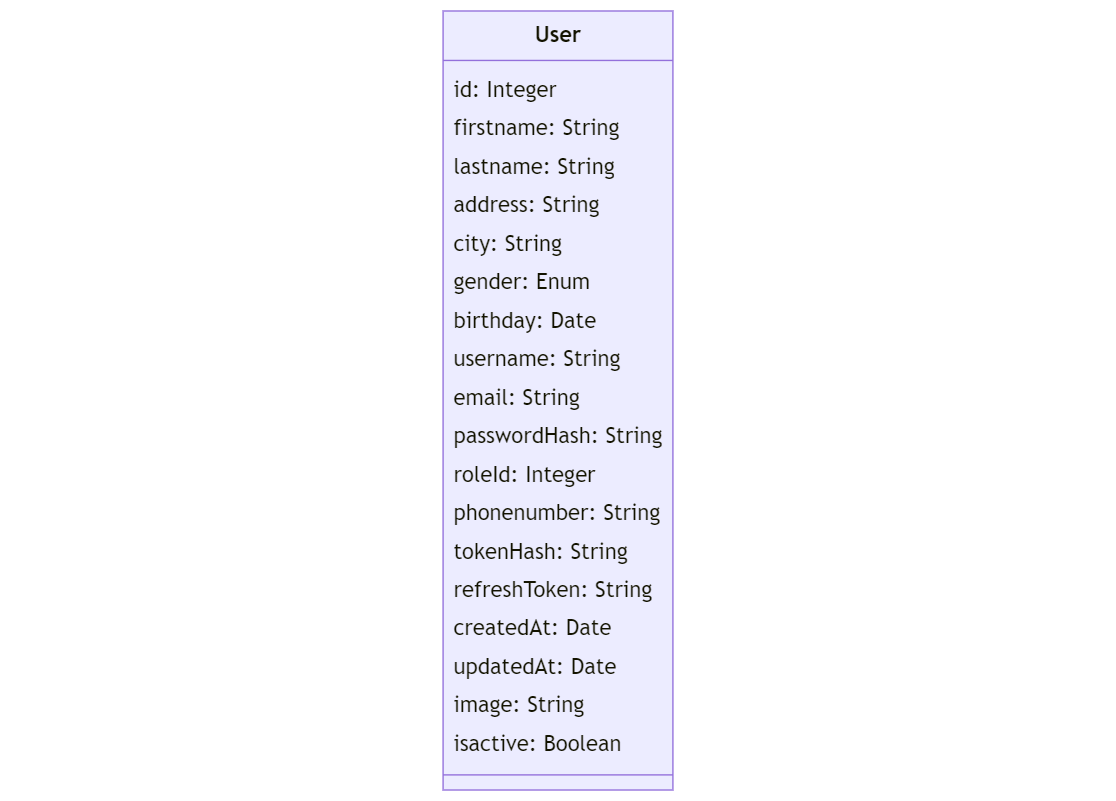 User
id: Integer
firstname: String
lastname: String
address: String
city: String
gender: Enum
birthday: Date
username: String
email: String
passwordHash: String
roleId: Integer
phonenumber: String
tokenHash: String
refreshToken: String
createdAt: Date
updatedAt: Date
image: String
isactive: Boolean